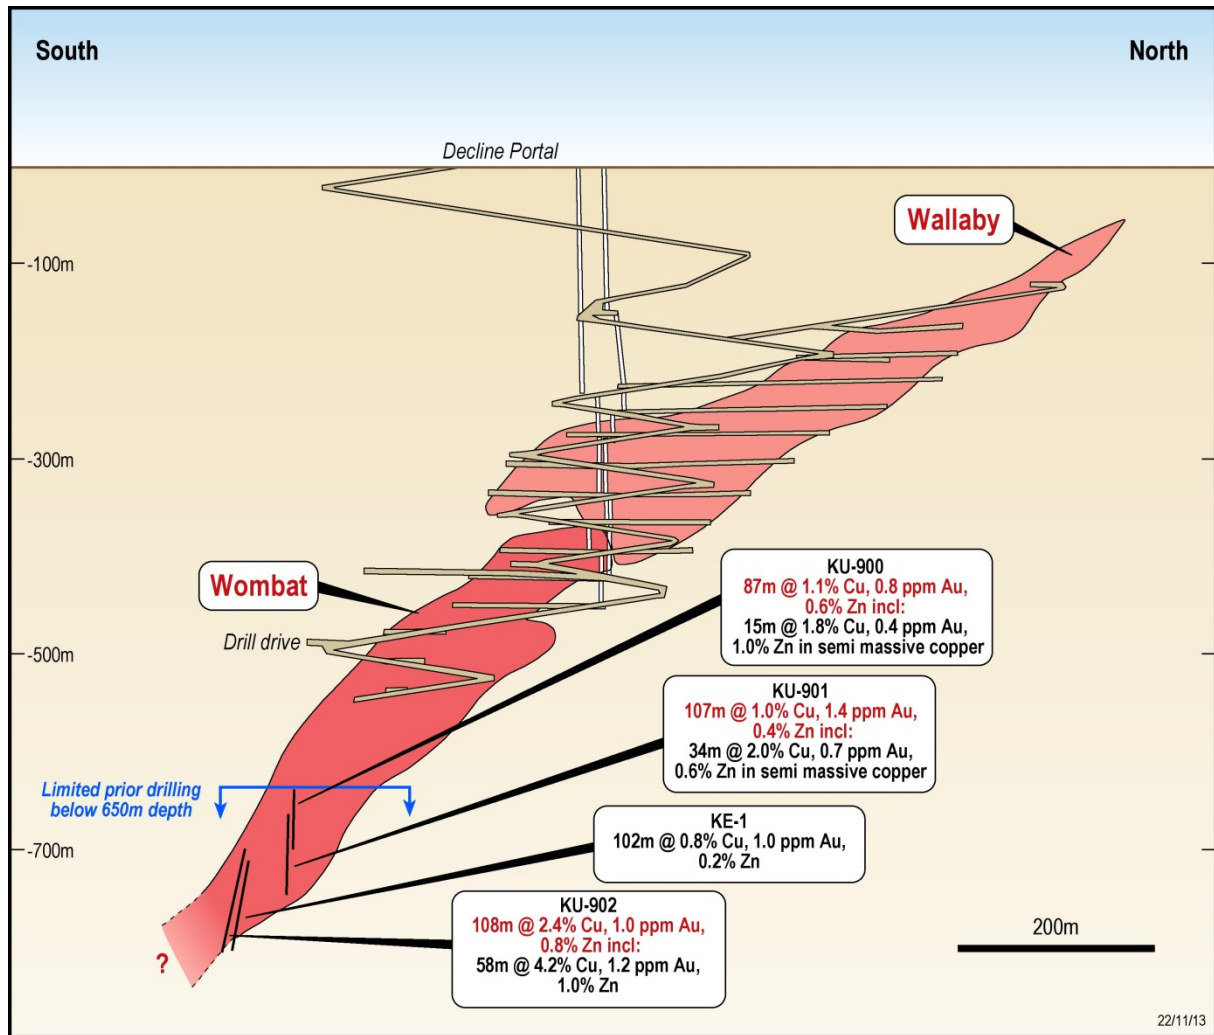 South
North
Decline Portal
Wallaby
-100m
-300m
Wombat
KU-900
87m @ 1.1% Cu, 0.8 ppm Au,
0.6% Zn incl:
15m @ 1.8% Cu, 0.4 ppm Au,
1.0% Zn in semi massive copper
Drill drive
-500m
KU-901
107m @ 1.0% Cu, 1.4 ppm Au,
0.4% Zn incl:
34m @ 2.0% Cu, 0.7 ppm Au,
0.6% Zn in semi massive copper
Limited prior drilling
below 650m depth
KE-1
102m @ 0.8% Cu, 1.0 ppm Au,
0.2% Zn
-700m
KU-902
108m @ 2.4% Cu, 1.0 ppm Au,
0.8% Zn incl:
58m @ 4.2% Cu, 1.2 ppm Au,
1.0% Zn
200m
?
22/11/13